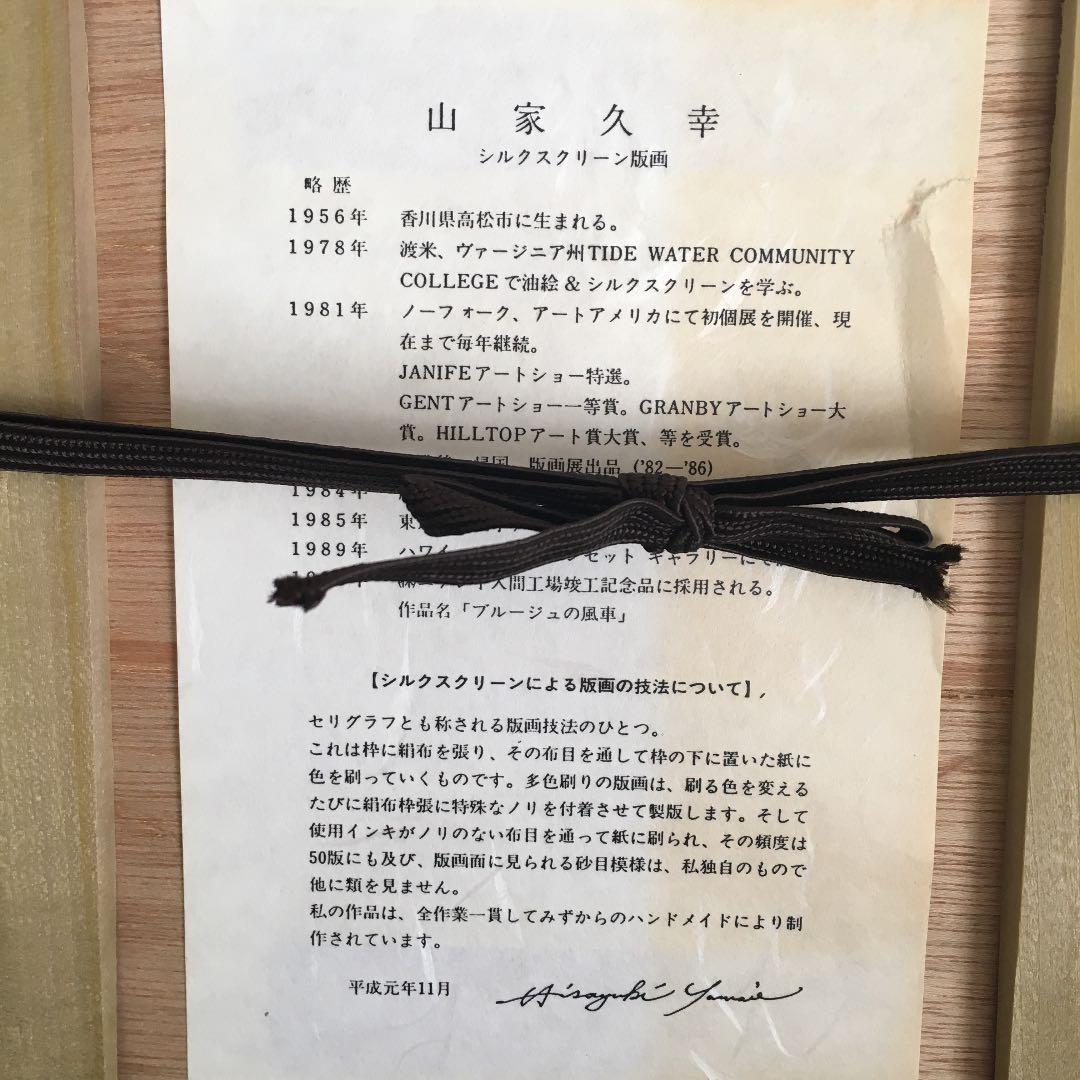 山家久幸
シルクスクリーン版画
略歴
1956年 香川県高松市に生まれる。
1978年 渡米、ヴァージニア州TIDE WATER COMMUNITY
COLLEGEで油絵&シルクスクリーンを学ぶ。
1981年 ノーフォーク、アートアメリカにて初個展を開催、現
在まで毎年継続。
JANIFEアートショー特選。
GENTアートショー一等賞。GRANBYアートショー大
賞。HILLTOPアート賞大賞、等を受賞。
帰国、版画展出品('82—'86)
1984年
1985年 東
1989年 ハワイ セット ギャラリーにて
人間工場竣工記念品に採用される。
作品名「ブルージュの風車」
【シルクスクリーンによる版画の技法について】
セリグラフとも称される版画技法のひとつ。
これは枠に絹布を張り、その布目を通して枠の下に置いた紙に
色を刷っていくものです。多色刷りの版画は、刷る色を変える
たびに絹布枠張に特殊なノリを付着させて製版します。そして
使用インキがノリのない布目を通って紙に刷られ、その頻度は
50版にも及び、版画面に見られる砂目模様は、私独自のもので
他に類を見ません。
私の作品は、全作業一貫してみずからのハンドメイドにより制
作されています。
平成元年11月 Hisayuki Yamaie